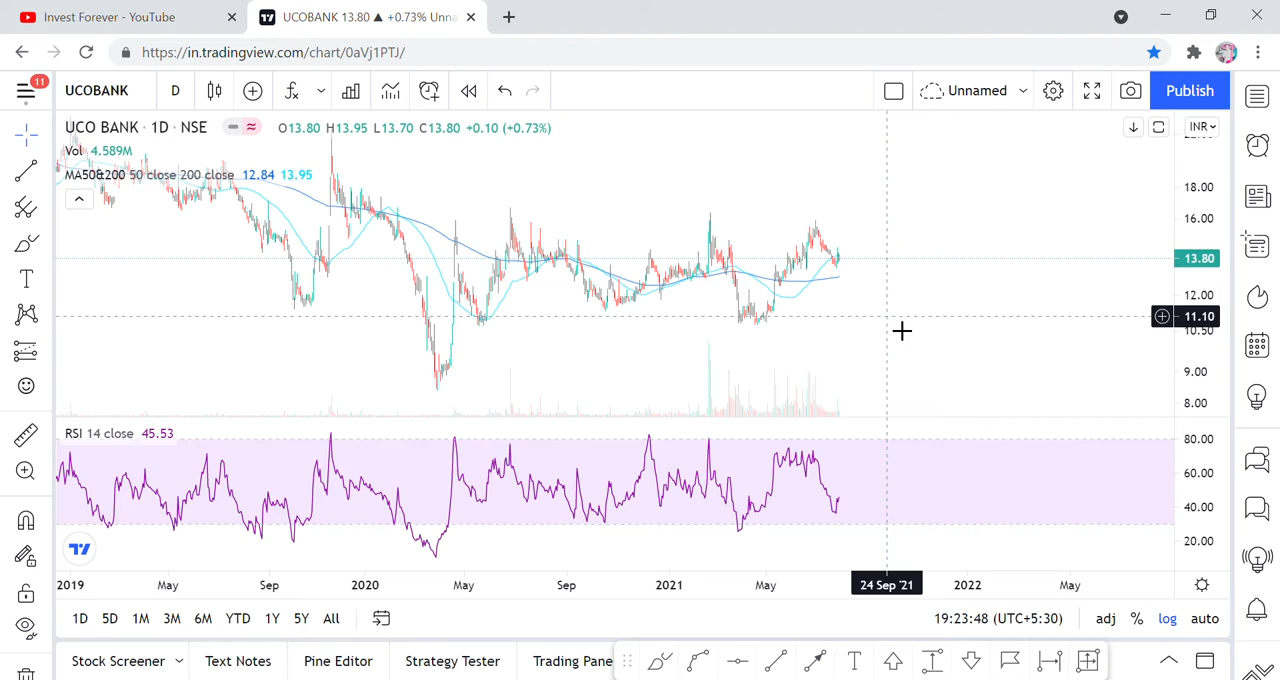 Invest Forever - YouTube
UCOBANK 13.80 ▲ +0.73% Unna
https://in.tradingview.com/chart/0aVj1PTJ/
11
UCOBANK D Unnamed Publish
UCO BANK · 1D · NSE O13.80 H13.95 L13.70 C13.80 +0.10 (+0.73%) INR
Vol 4.589M
MA50&200 50 close 200 close 12.84 13.95
18.00
16.00
13.80
12.00
11.10
10.50
9.00
8.00
RSI 14 close 45.53
80.00
60.00
40.00
20.00
2019 May Sep 2020 May Sep 2021 May 24 Sep '21 2022 May
1D 5D 1M 3M 6M YTD 1Y 5Y All 19:23:48 (UTC+5:30) adj % log auto
Stock Screener Text Notes Pine Editor Strategy Tester Trading Pane